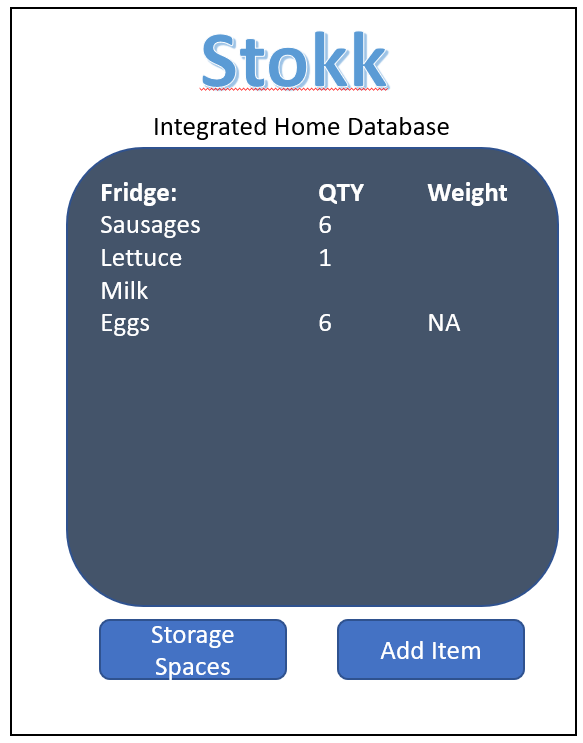 Stokk
Integrated Home Database
Fridge: QTY Weight
Sausages 6
Lettuce 1
Milk
Eggs 6 NA
Storage
Spaces
Add Item